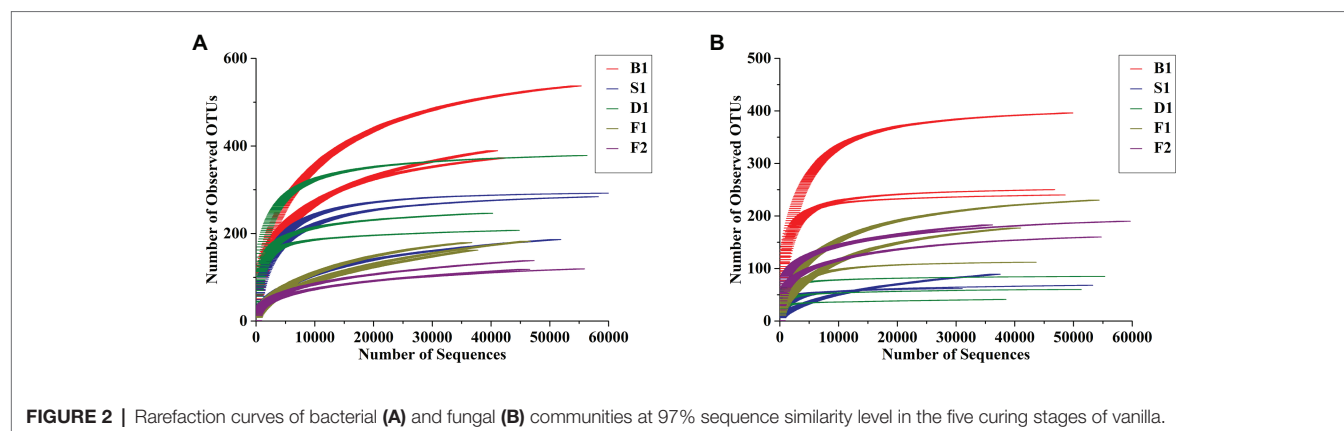 A
600
400
200
0
Number of Observed OTUs
0 10000 20000 30000 40000 50000 60000
Number of Sequences
B1
S1
D1
F1
F2
B
500
400
300
200
100
0
Number of Observed OTUs
0 10000 20000 30000 40000 50000 60000
Number of Sequences
B1
S1
D1
F1
F2
FIGURE 2 | Rarefaction curves of bacterial (A) and fungal (B) communities at 97% sequence similarity level in the five curing stages of vanilla.